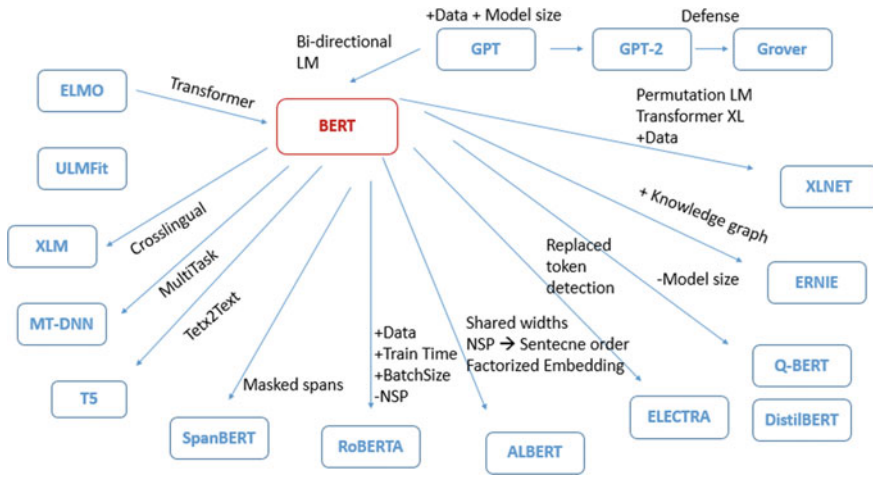 +Data + Model size
Defense
GPT
GPT-2
Grover
Bi-directional
LM
ELMO
Transformer
BERT
Permutation LM
Transformer XL
+Data
ULMFit
XLNET
Crosslingual
+ Knowledge graph
XLM
MultiTask
Replaced
token
detection
-Model size
ERNIE
MT-DNN
Tetx2Text
+Data
+Train Time
+BatchSize
-NSP
Shared widths
NSP → Sentecne order
Factorized Embedding
Q-BERT
Masked spans
T5
ELECTRA
DistilBERT
SpanBERT
RoBERTA
ALBERT